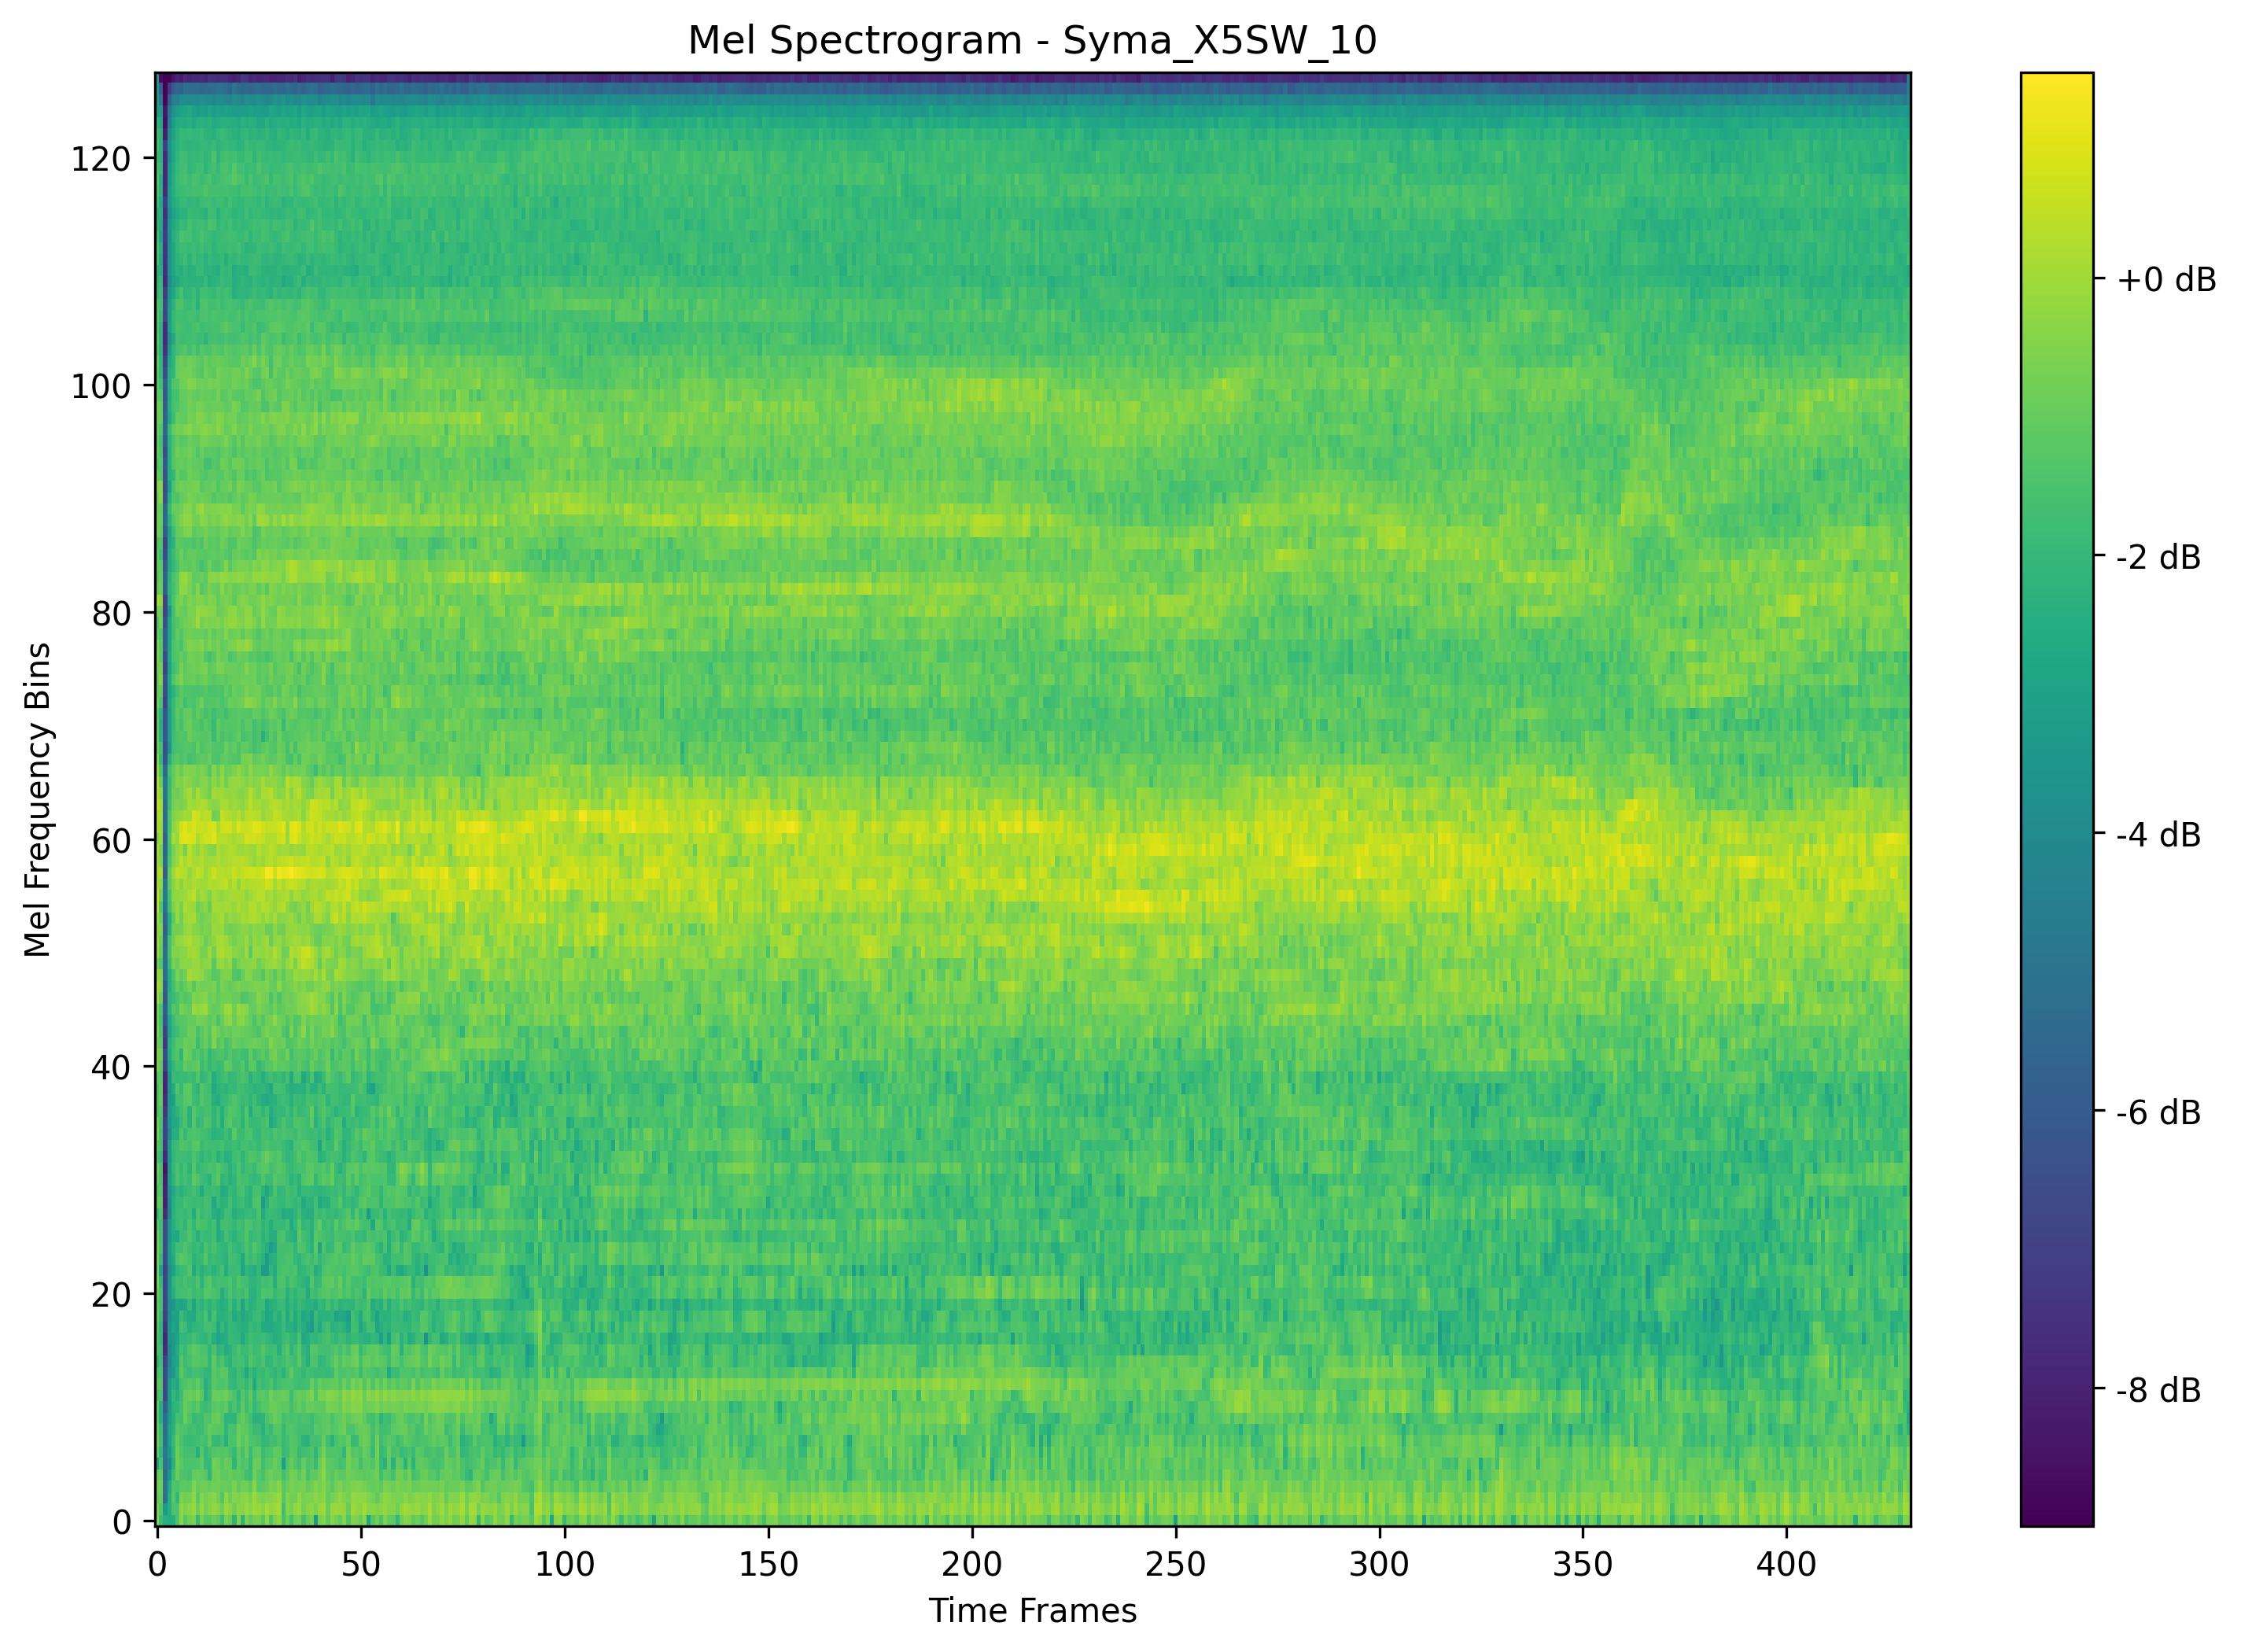 Mel Spectrogram - Syma_X5SW_10
Mel Frequency Bins
120
100
80
60
40
20
0
0 50 100 150 200 250 300 350 400
Time Frames
+0 dB
-2 dB
-4 dB
-6 dB
-8 dB